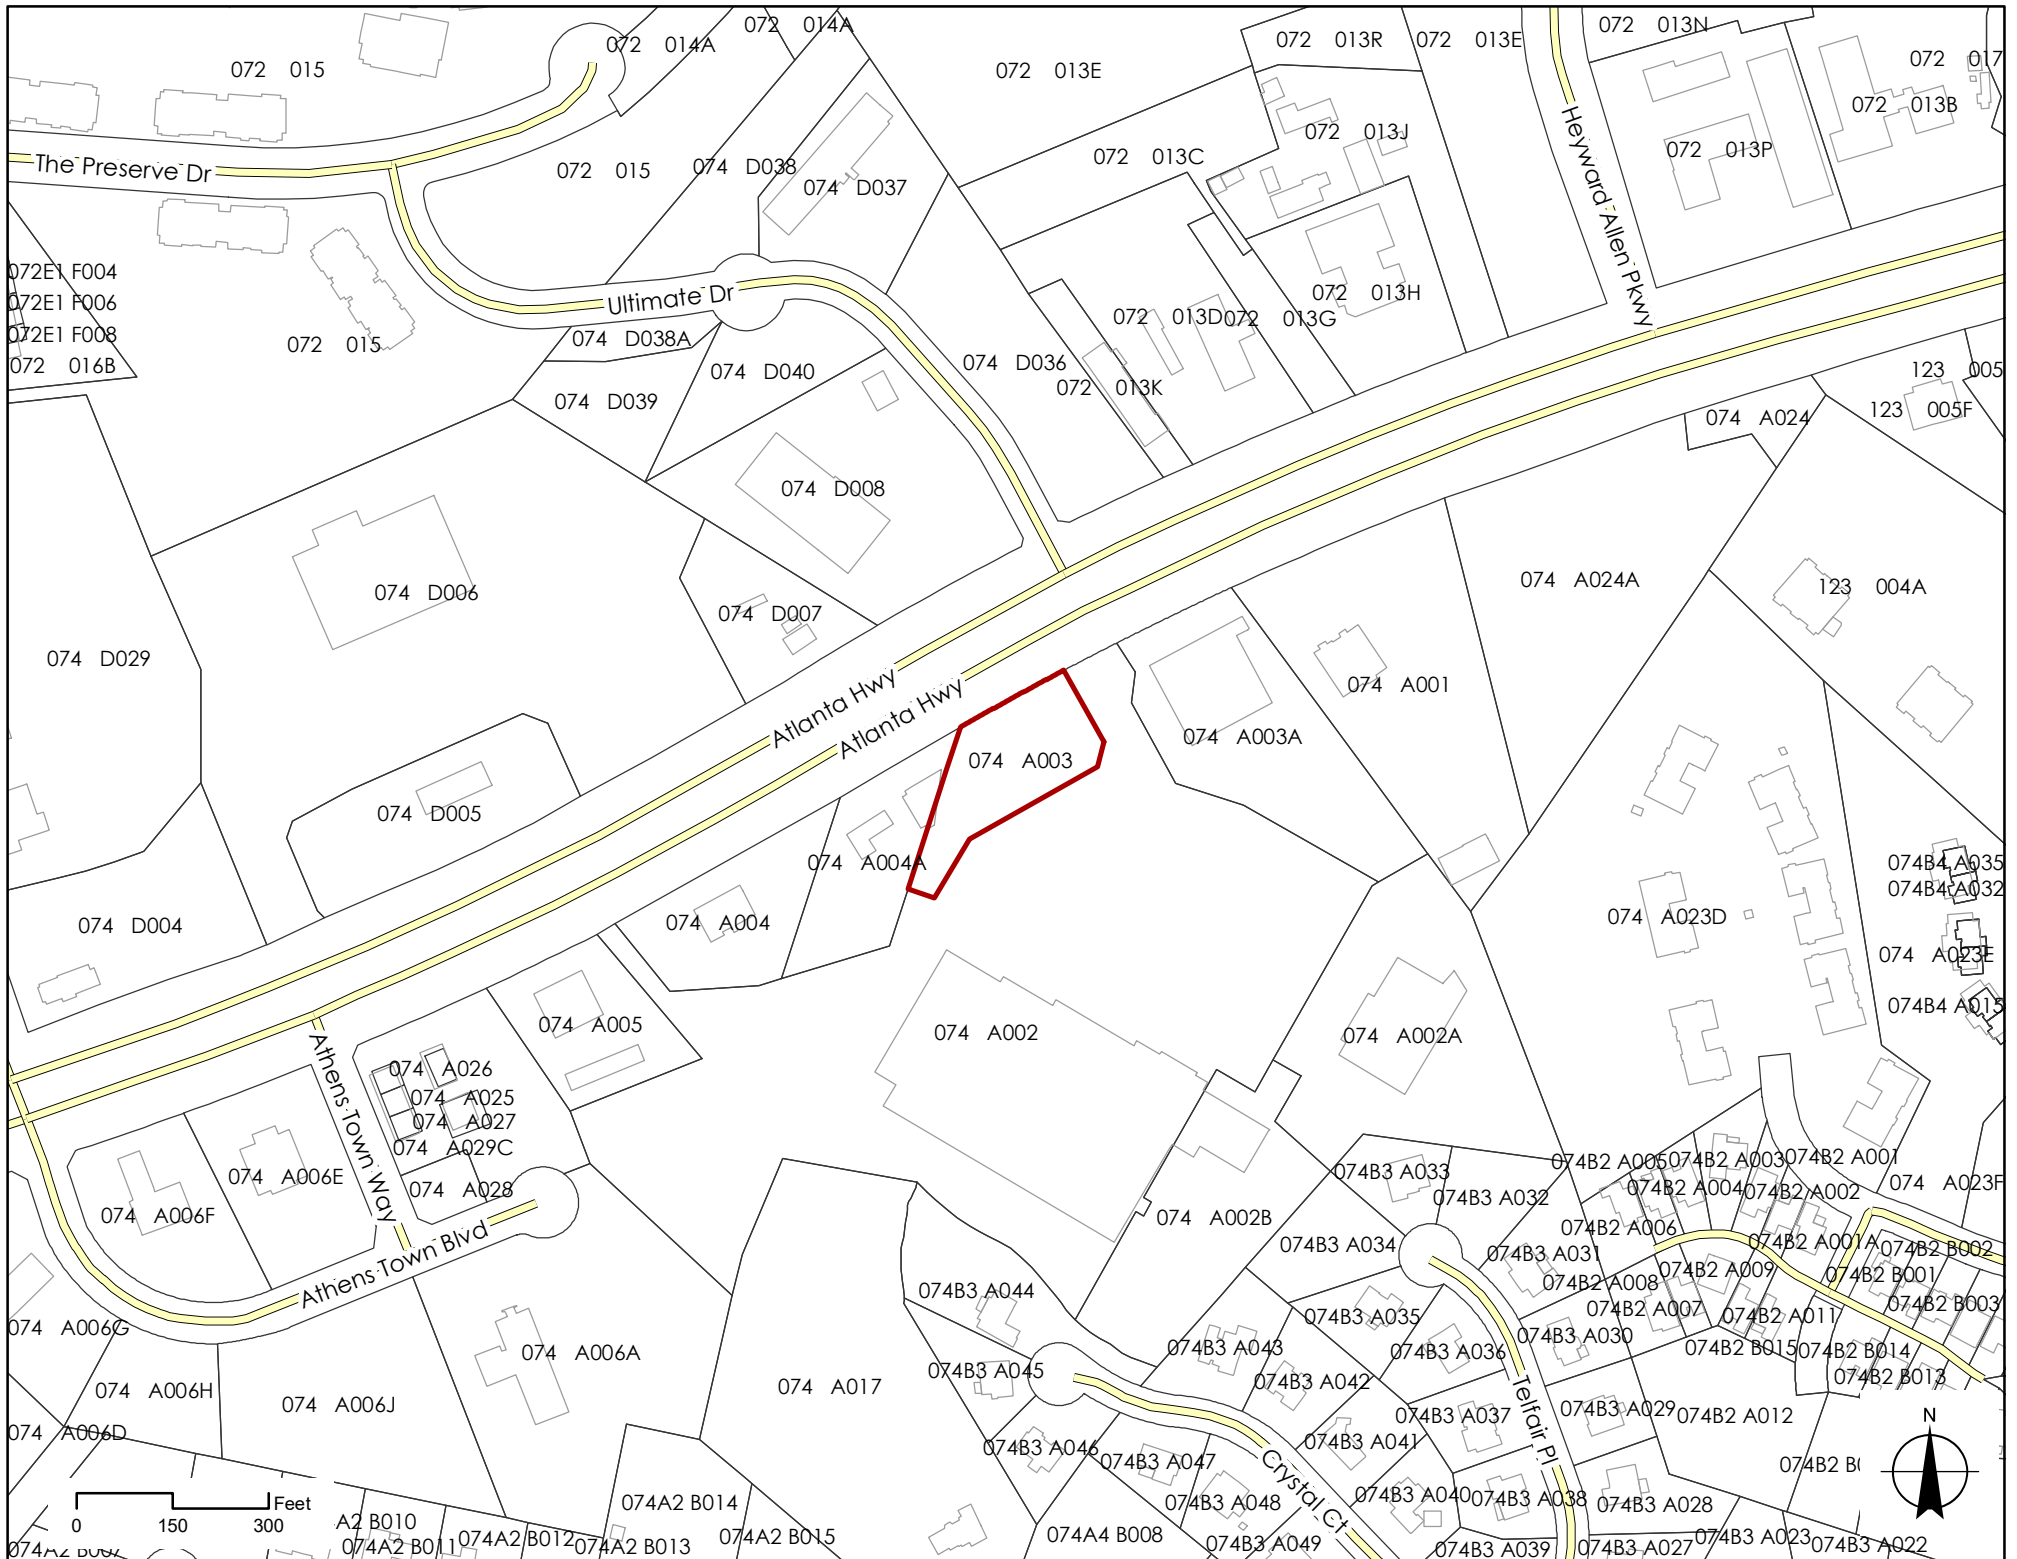 072 014A
072 013N
072 014A
072 013R
072 013E
072 015
072 013E
072 017
072 013B
072 013J
072 013P
072 013C
The Preserve Dr
072 015
074 D038
074 D037
Heyward Allen Pkwy
072E1 F004
072E1 F006
072E1 F008
072 016B
072 015
Ultimate Dr
074 D038A
072 013H
072 013D
072 013G
074 D036
072 013K
074 D040
074 D039
123 005
123 005F
074 A024
074 D008
074 D006
074 D007
074 A024A
123 004A
074 D029
Atlanta Hwy
Atlanta Hwy
074 A001
074 A003A
074 A003
074 D005
074 A004A
074B4 A035
074B4 A032
074 D004
074 A004
074 A023D
074 A023E
074B4 A015
074 A005
074 A002
074 A002A
Athens Town Way
074 A026
074 A025
074 A027
074 A029C
074 A028
074 A006E
074 A006F
Athens Town Blvd
074B3 A033
074B3 A032
074B2 A005
074B2 A003
074B2 A001
074B2 A004
074B2 A002
074 A023F
074 A002B
074B2 A006
074B3 A034
074B3 A031
074B2 A001A
074B2 B002
074B2 A009
074B2 A008
074B2 B001
074B3 A044
074B3 A035
074B2 A007
074B2 A011
074B2 B003
074 A006G
074 A006A
074B3 A043
074B3 A036
074B3 A030
074B2 B015
074B2 B014
074B2 B013
074B3 A045
074B3 A042
074 A006H
074 A006J
074 A017
Telfair Pl
074B3 A037
074B3 A029
074B2 A012
074 A006D
074B3 A041
074B3 A046
074B3 A047
Crystal Ct
N
074A2 B014
074B3 A048
074B3 A040
074B3 A038
074B3 A028
Feet
0 150 300
A2 B010
074A2 B011
074A2 B012
074A2 B013
074A2 B015
074A4 B008
074B3 A049
074B3 A039
074B3 A027
074B3 A023
074B3 A022